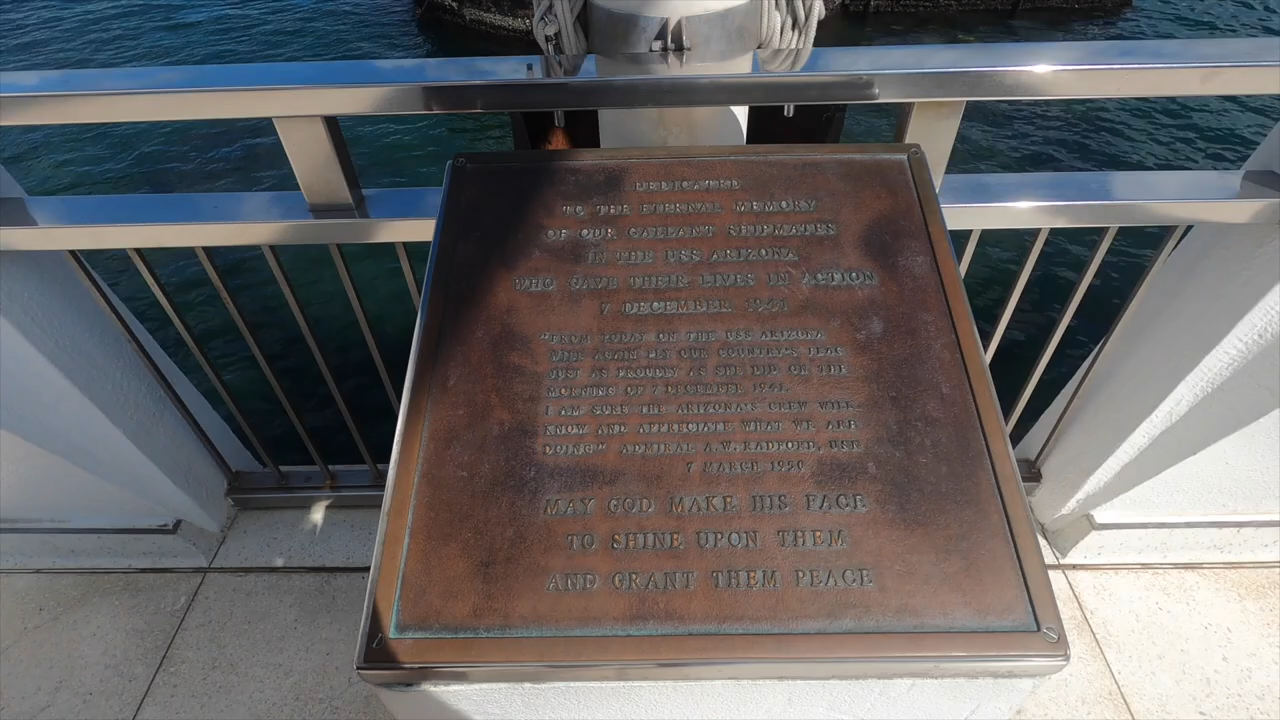 DEDICATED
TO THE ETERNAL MEMORY
OF OUR GALLANT SHIPMATES
IN THE USS ARIZONA
WHO GAVE THEIR LIVES IN ACTION
7 DECEMBER 1941
"FROM TODAY ON THE USS ARIZONA
WILL AGAIN FLY OUR COUNTRY'S FLAG
JUST AS PROUDLY AS SHE DID ON THE
MORNING OF 7 DECEMBER 1941.
I AM SURE THE ARIZONA'S CREW WILL
KNOW AND APPRECIATE WHAT WE ARE
DOING" ADMIRAL A.W. RADFORD, USN
7 MARCH 1950
MAY GOD MAKE HIS FACE
TO SHINE UPON THEM
AND GRANT THEM PEACE